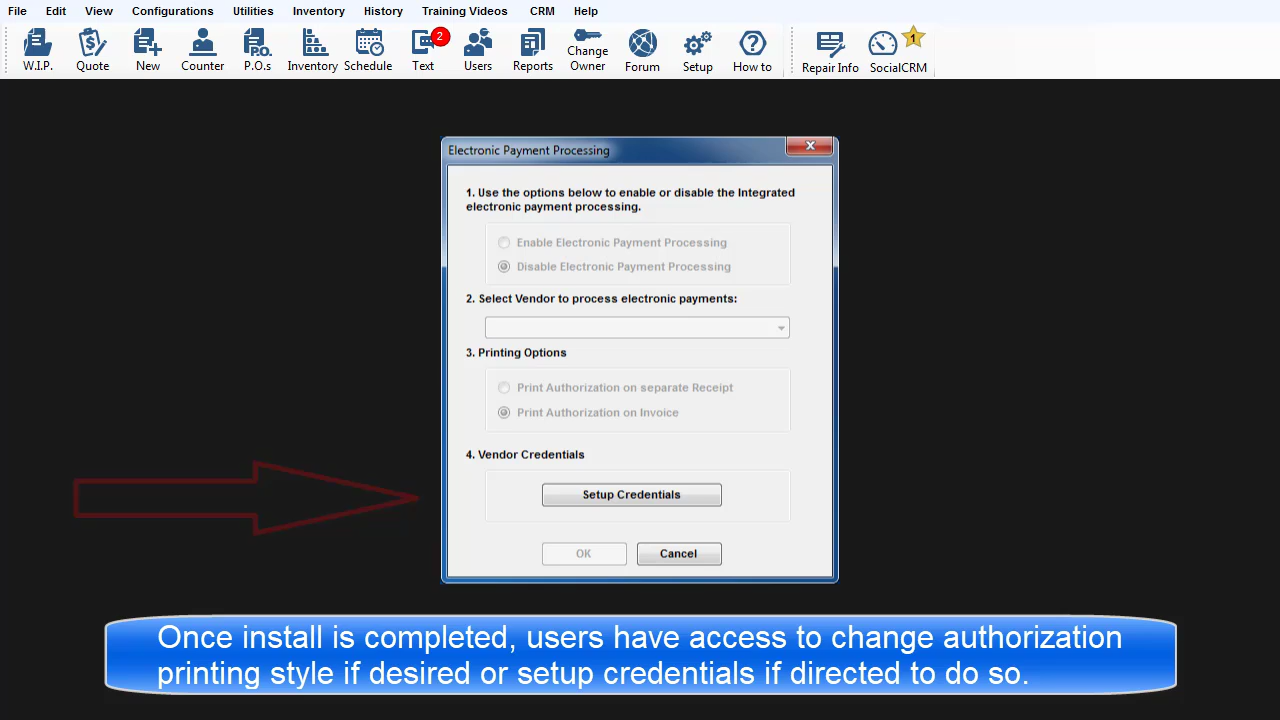 File Edit View Configurations Utilities Inventory History Training Videos CRM Help
2 1
W.I.P. Quote New Counter P.O.s Inventory Schedule Text Users Reports Change Owner Forum Setup How to Repair Info SocialCRM
P.O.
Electronic Payment Processing
1. Use the options below to enable or disable the Integrated
electronic payment processing.
Enable Electronic Payment Processing
Disable Electronic Payment Processing
2. Select Vendor to process electronic payments:
3. Printing Options
Print Authorization on separate Receipt
Print Authorization on Invoice
4. Vendor Credentials
Setup Credentials
OK Cancel
Once install is completed, users have access to change authorization
printing style if desired or setup credentials if directed to do so.